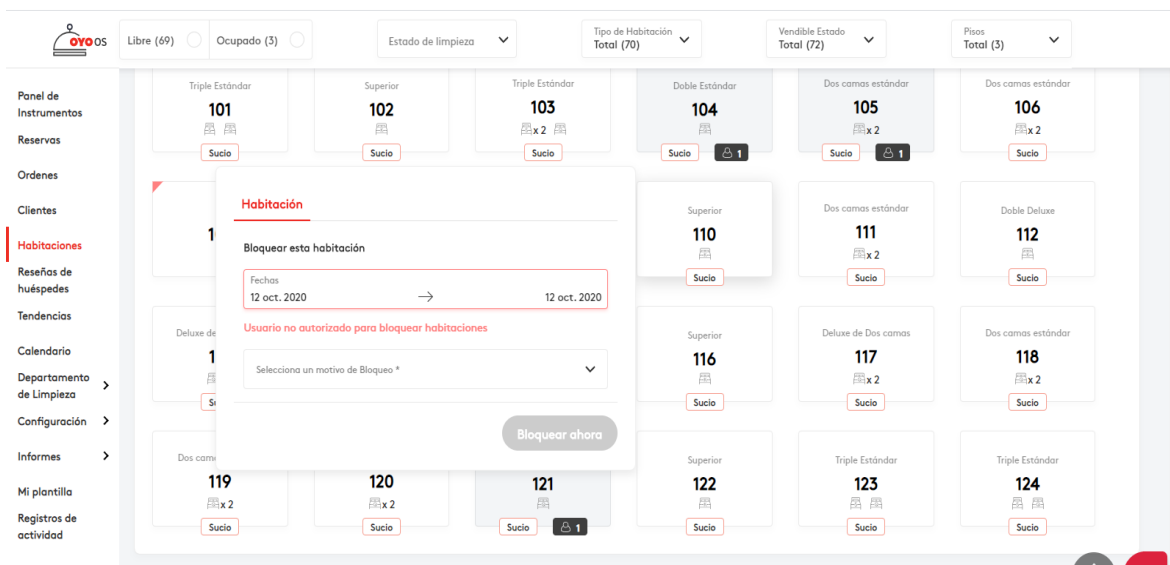 OYO OS
Libre (69)
Ocupado (3)
Estado de limpieza
Tipo de Habitación
Total (70)
Vendible Estado
Total (72)
Pisos
Total (3)
Panel de
Instrumentos
Reservas
Ordenes
Clientes
Habitaciones
Reseñas de
huéspedes
Tendencias
Calendario
Departamento
de Limpieza
Configuración
Informes
Mi plantilla
Registros de
actividad
Triple Estándar
101
Sucio
Superior
102
Sucio
Triple Estándar
103
x 2
Sucio
Doble Estándar
104
Sucio
1
Dos camas estándar
105
x 2
Sucio
1
Dos camas estándar
106
x 2
Sucio
Habitación
Bloquear esta habitación
Fechas
12 oct. 2020 → 12 oct. 2020
Usuario no autorizado para bloquear habitaciones
Selecciona un motivo de Bloqueo *
Bloquear ahora
Superior
110
Sucio
Dos camas estándar
111
x 2
Sucio
Doble Deluxe
112
Sucio
Deluxe de
Superior
116
Sucio
Deluxe de Dos camas
117
x 2
Sucio
Dos camas estándar
118
x 2
Sucio
Dos
119
x 2
Sucio
120
x 2
Sucio
121
Sucio
1
Superior
122
Sucio
Triple Estándar
123
Sucio
Triple Estándar
124
Sucio